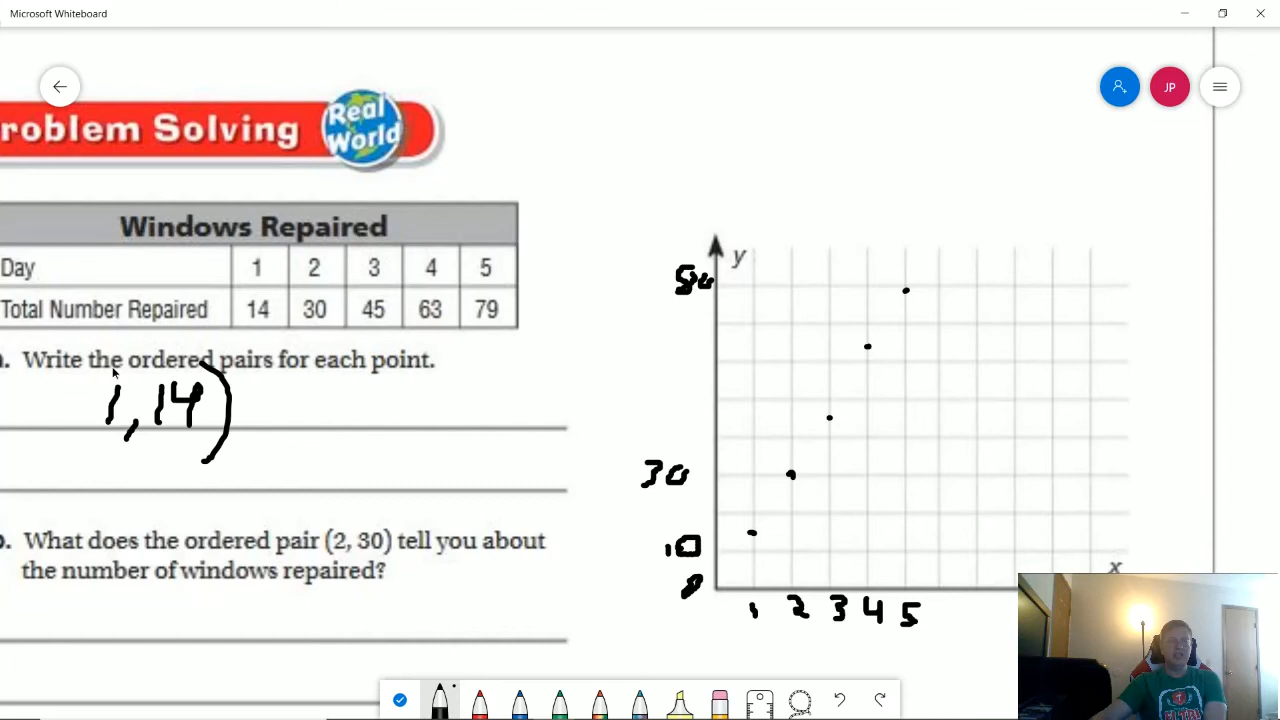 Microsoft Whiteboard
JP
roblem Solving
Real World
Windows Repaired
Day 1 2 3 4 5
Total Number Repaired 14 30 45 63 79
. Write the ordered pairs for each point.
1, 14)
. What does the ordered pair (2, 30) tell you about
the number of windows repaired?
y
30
10
0
x
1 2 3 4 5